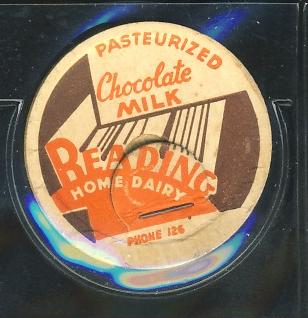 PASTEURIZED
Chocolate
MILK
READING
HOME DAIRY
PHONE 126